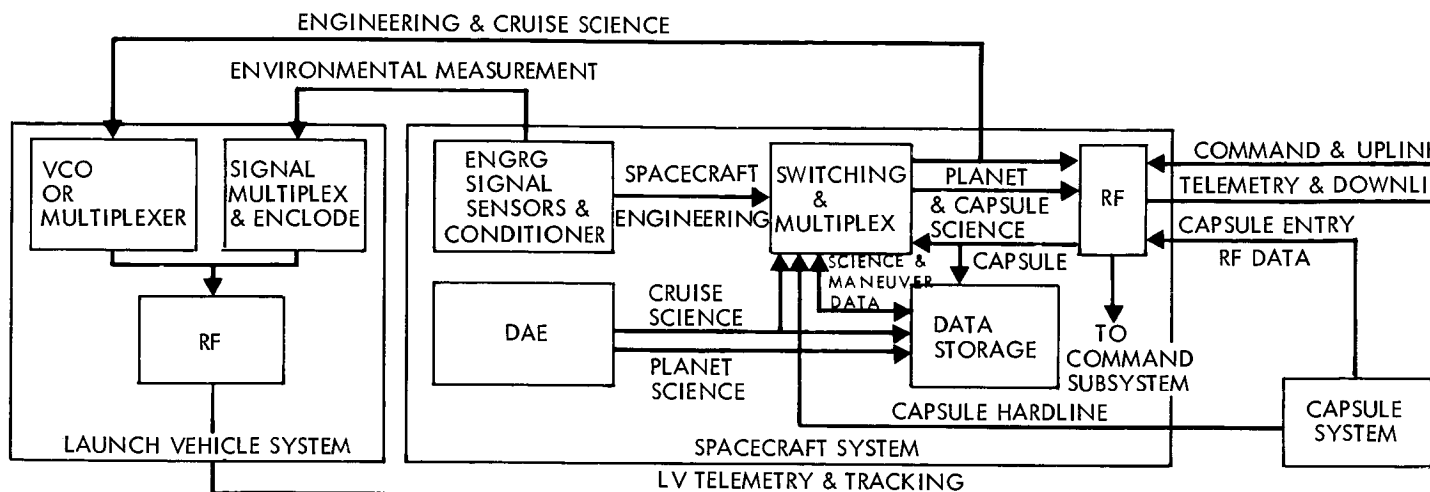 ENGINEERING & CRUISE SCIENCE
ENVIRONMENTAL MEASUREMENT
VCO
OR
MULTIPLEXER
SIGNAL
MULTIPLEX
& ENCLODE
RF
LAUNCH VEHICLE SYSTEM
ENGRG
SIGNAL
SENSORS &
CONDITIONER
SPACECRAFT
ENGINEERING
SWITCHING
&
MULTIPLEX
PLANET
& CAPSULE
SCIENCE
CAPSULE
RF
COMMAND & UPLINE
TELEMETRY & DOWNLI
CAPSULE ENTRY
RF DATA
SCIENCE &
MANEUVER
DATA
DAE
CRUISE
SCIENCE
PLANET
SCIENCE
DATA
STORAGE
TO
COMMAND
SUBSYSTEM
CAPSULE HARDLINE
CAPSULE
SYSTEM
SPACECRAFT SYSTEM
LV TELEMETRY & TRACKING